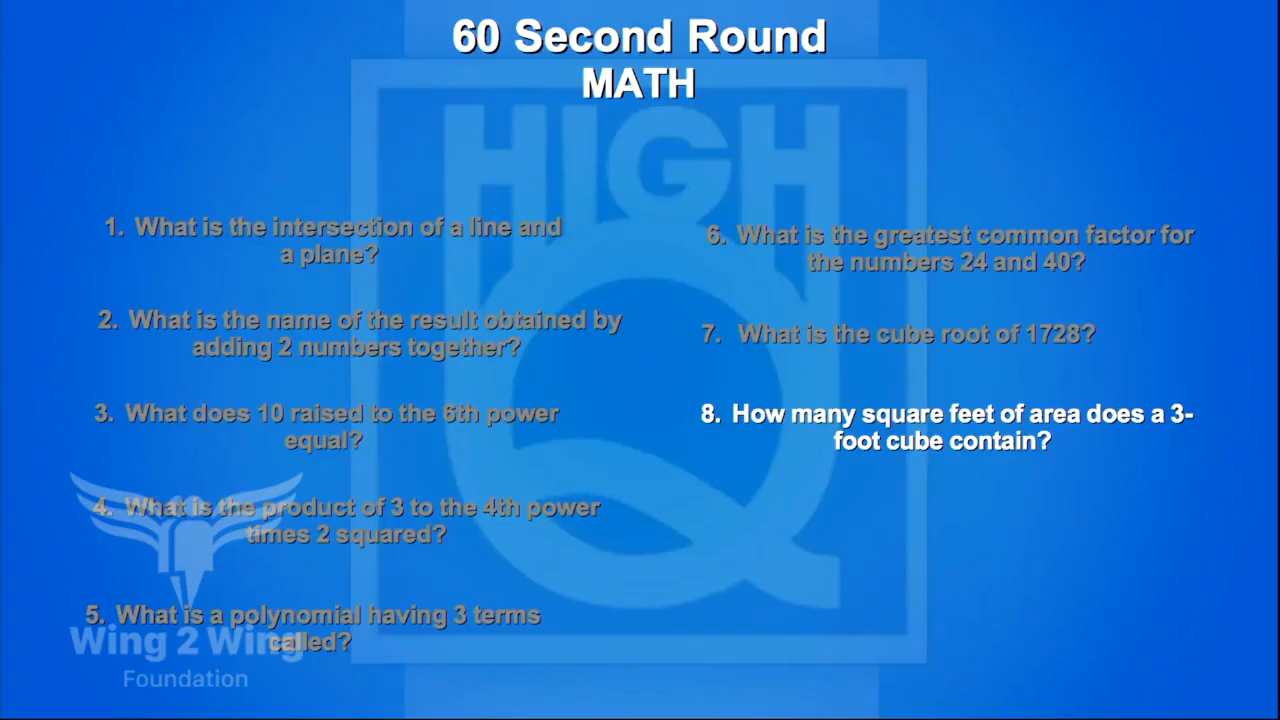 60 Second Round
MATH
HIGH
Q
1. What is the intersection of a line and
a plane?
2. What is the name of the result obtained by
adding 2 numbers together?
3. What does 10 raised to the 6th power
equal?
4. What is the product of 3 to the 4th power
times 2 squared?
5. What is a polynomial having 3 terms
called?
6. What is the greatest common factor for
the numbers 24 and 40?
7. What is the cube root of 1728?
8. How many square feet of area does a 3-
foot cube contain?
Wing 2 Wing
Foundation